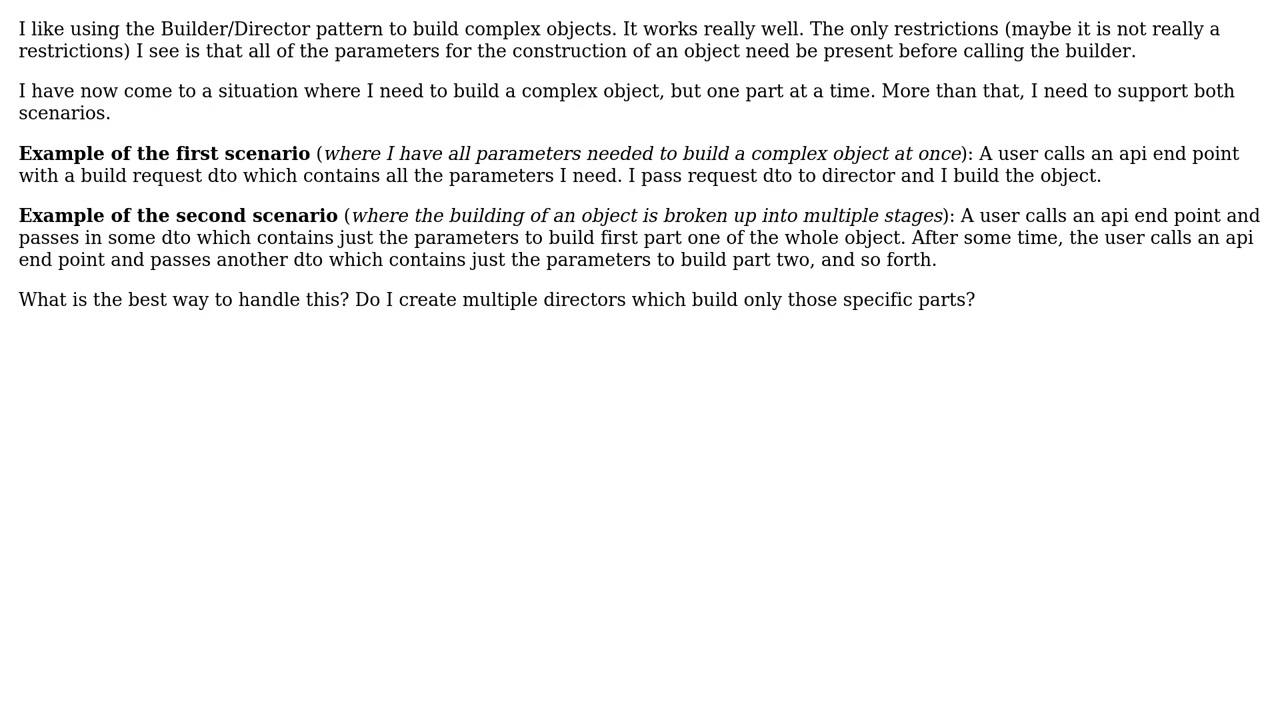 I like using the Builder/Director pattern to build complex objects. It works really well. The only restrictions (maybe it is not really a
restrictions) I see is that all of the parameters for the construction of an object need be present before calling the builder.
I have now come to a situation where I need to build a complex object, but one part at a time. More than that, I need to support both
scenarios.
Example of the first scenario (where I have all parameters needed to build a complex object at once): A user calls an api end point
with a build request dto which contains all the parameters I need. I pass request dto to director and I build the object.
Example of the second scenario (where the building of an object is broken up into multiple stages): A user calls an api end point and
passes in some dto which contains just the parameters to build first part one of the whole object. After some time, the user calls an api
end point and passes another dto which contains just the parameters to build part two, and so forth.
What is the best way to handle this? Do I create multiple directors which build only those specific parts?